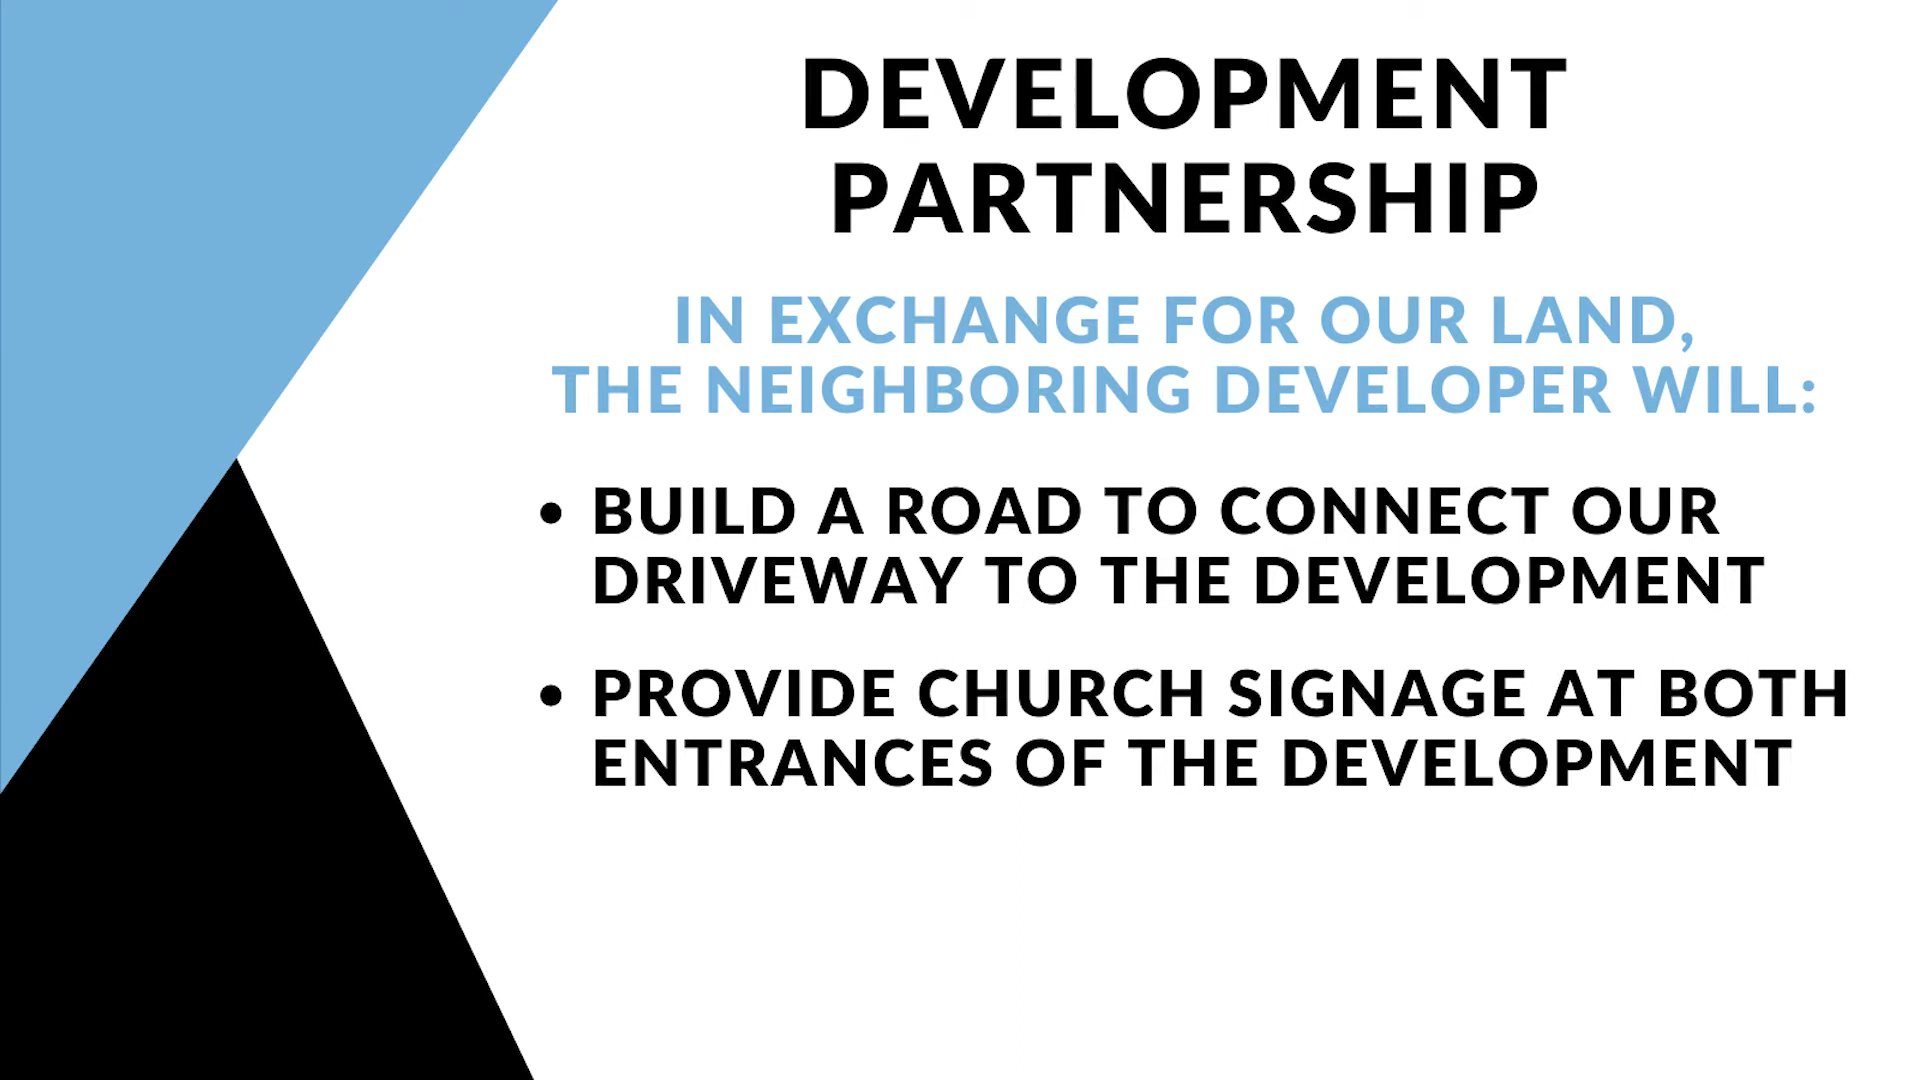 DEVELOPMENT
PARTNERSHIP
IN EXCHANGE FOR OUR LAND,
THE NEIGHBORING DEVELOPER WILL:
• BUILD A ROAD TO CONNECT OUR
DRIVEWAY TO THE DEVELOPMENT
• PROVIDE CHURCH SIGNAGE AT BOTH
ENTRANCES OF THE DEVELOPMENT